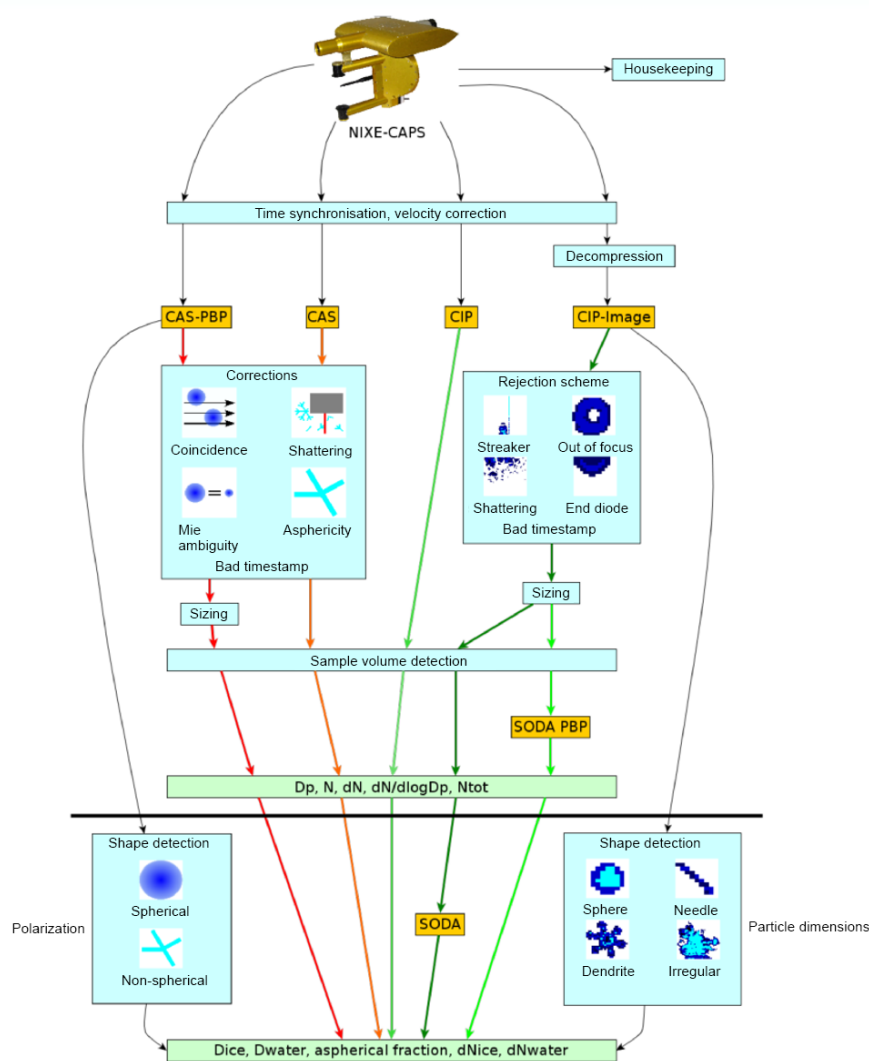 Housekeeping
NIXE-CAPS
Time synchronisation, velocity correction
Decompression
CAS-PBP
CAS
CIP
CIP-Image
Corrections
Coincidence
Shattering
=
Mie
ambiguity
Asphericity
Bad timestamp
Rejection scheme
Streaker
Out of focus
Shattering
End diode
Bad timestamp
Sizing
Sizing
Sample volume detection
SODA PBP
Dp, N, dN, dN/dlogDp, Ntot
Shape detection
Spherical
Non-spherical
Polarization
SODA
Shape detection
Sphere
Needle
Dendrite
Irregular
Particle dimensions
Dice, Dwater, aspherical fraction, dNice, dNwater